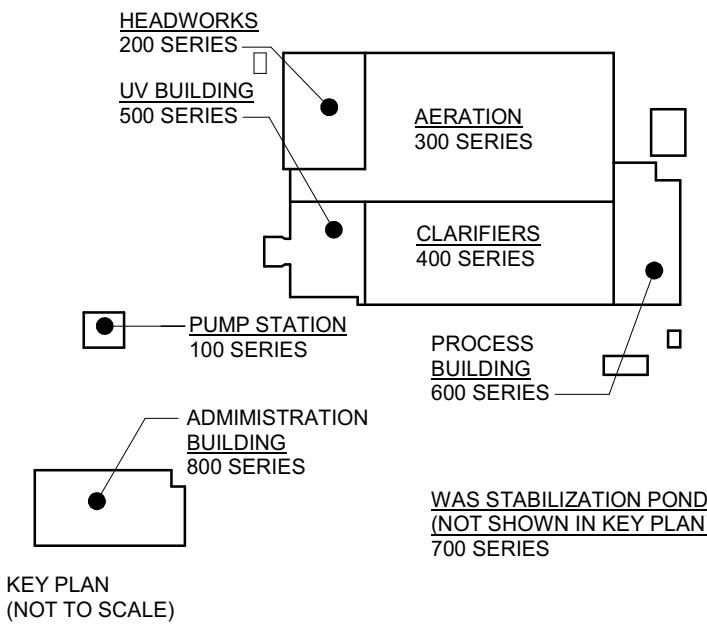 HEADWORKS
200 SERIES
UV BUILDING
500 SERIES
AERATION
300 SERIES
CLARIFIERS
400 SERIES
PUMP STATION
100 SERIES
PROCESS
BUILDING
600 SERIES
ADMIMISTRATION
BUILDING
800 SERIES
WAS STABILIZATION POND
(NOT SHOWN IN KEY PLAN
700 SERIES
KEY PLAN
(NOT TO SCALE)